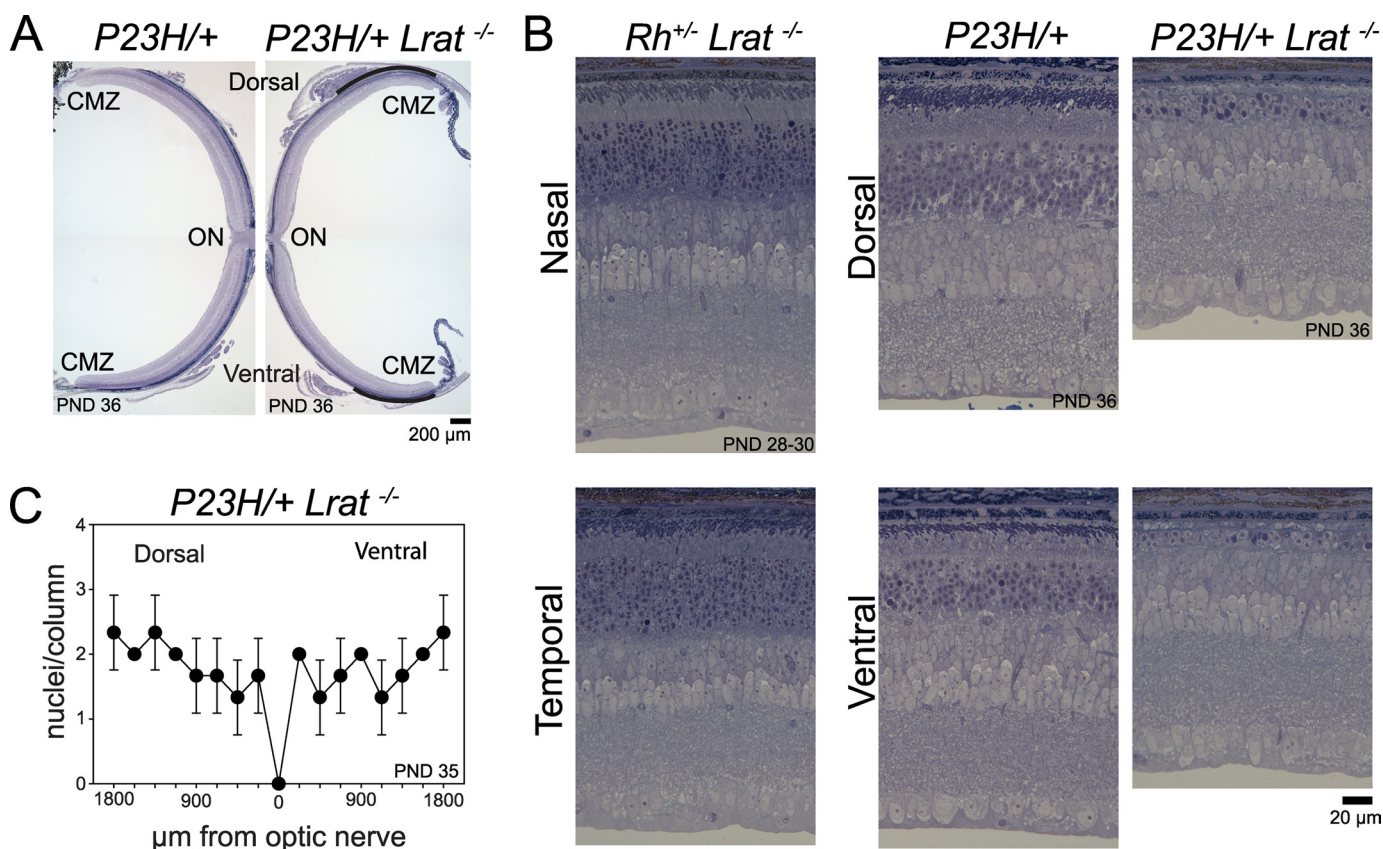 A
P23H/+
P23H/+ Lrat -/-
Dorsal
CMZ
CMZ
ON
ON
CMZ
CMZ
Ventral
PND 36
PND 36
200 µm
B
Rh+/- Lrat -/-
P23H/+
P23H/+ Lrat -/-
Nasal
Dorsal
PND 28-30
PND 36
PND 36
Temporal
Ventral
20 µm
C
P23H/+ Lrat -/-
Dorsal
Ventral
nuclei/column
4
3
2
1
0
PND 35
1800
900
0
900
1800
µm from optic nerve